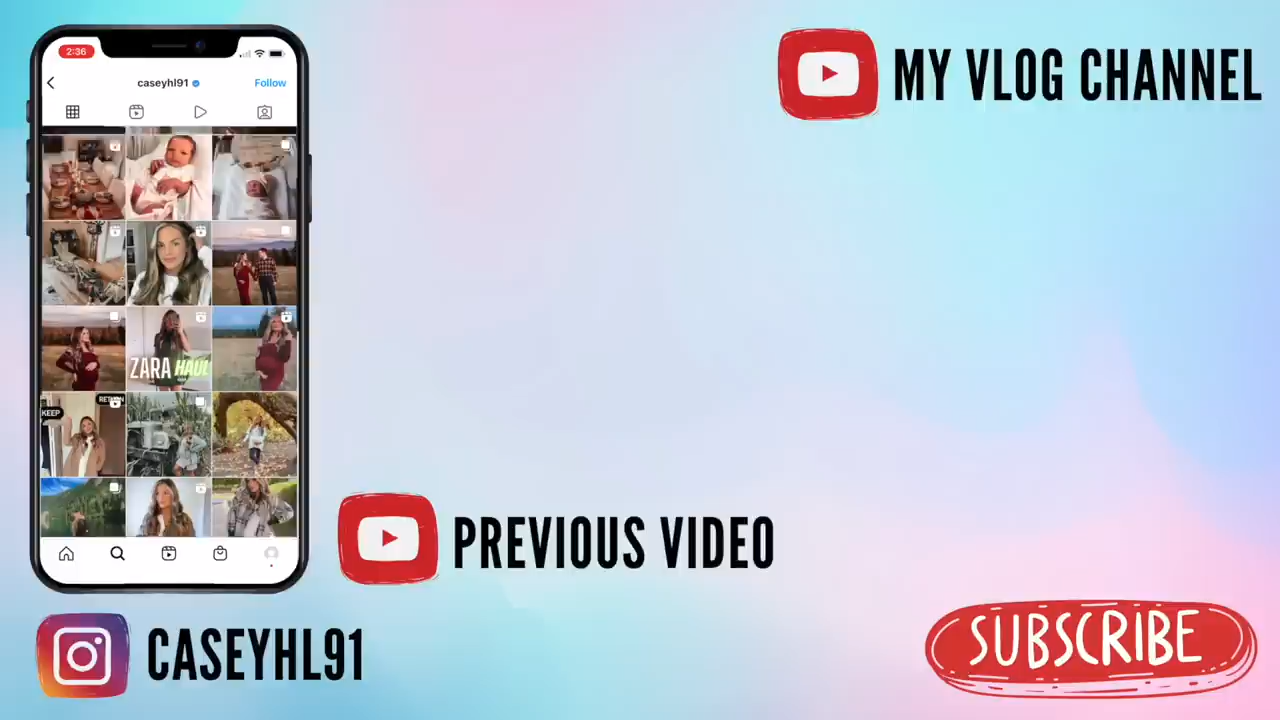 2:36
caseyhl91
Follow
ZARA HAUL
KEEP
RETURN
MY VLOG CHANNEL
PREVIOUS VIDEO
CASEYHL91
SUBSCRIBE